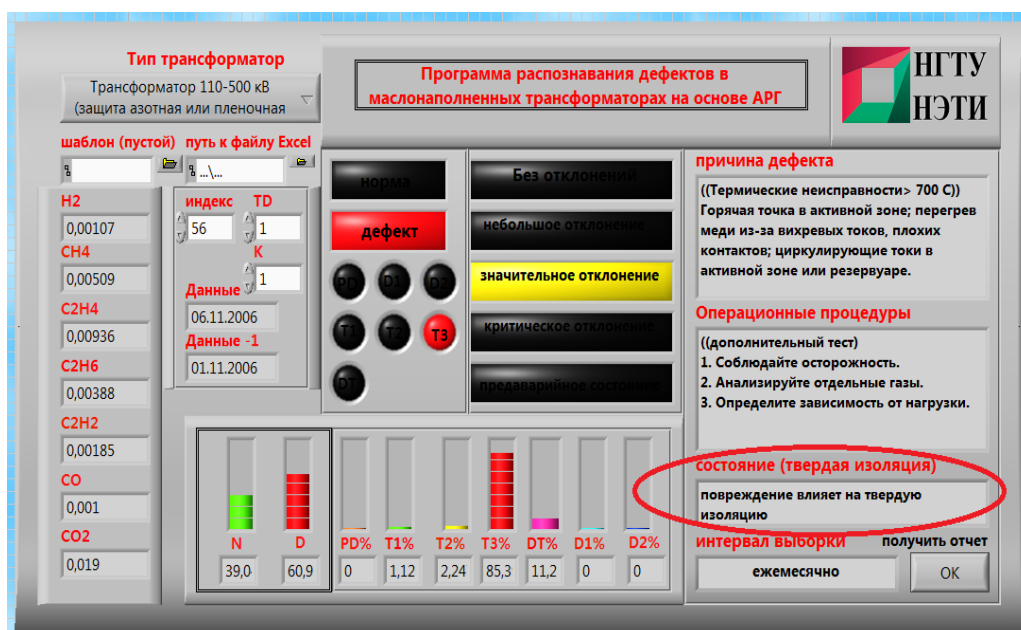 Тип трансформатор
Трансформатор 110-500 кВ
(защита азотная или пленочная
Программа распознавания дефектов в
маслонаполненных трансформаторах на основе АРГ
НГТУ
НЭТИ
шаблон (пустой)
путь к файлу Excel
...\...
H2
0,00107
CH4
0,00509
C2H4
0,00936
C2H6
0,00388
C2H2
0,00185
CO
0,001
CO2
0,019
индекс
TD
56
1
K
1
Данные
06.11.2006
Данные -1
01.11.2006
норма
дефект
PD
D1
D2
T1
T2
T3
DT
Без отклонений
небольшое отклонение
значительное отклонение
критическое отклонение
предаварийное состояние
причина дефекта
((Термические неисправности> 700 С))
Горячая точка в активной зоне; перегрев
меди из-за вихревых токов, плохих
контактов; циркулирующие токи в
активной зоне или резервуаре.
Операционные процедуры
((дополнительный тест)
1. Соблюдайте осторожность.
2. Анализируйте отдельные газы.
3. Определите зависимость от нагрузки.
состояние (твердая изоляция)
повреждение влияет на твердую
изоляцию
интервал выборки
получить отчет
ежемесячно
OK
N
D
PD%
T1%
T2%
T3%
DT%
D1%
D2%
39,0
60,9
0
1,12
2,24
85,3
11,2
0
0